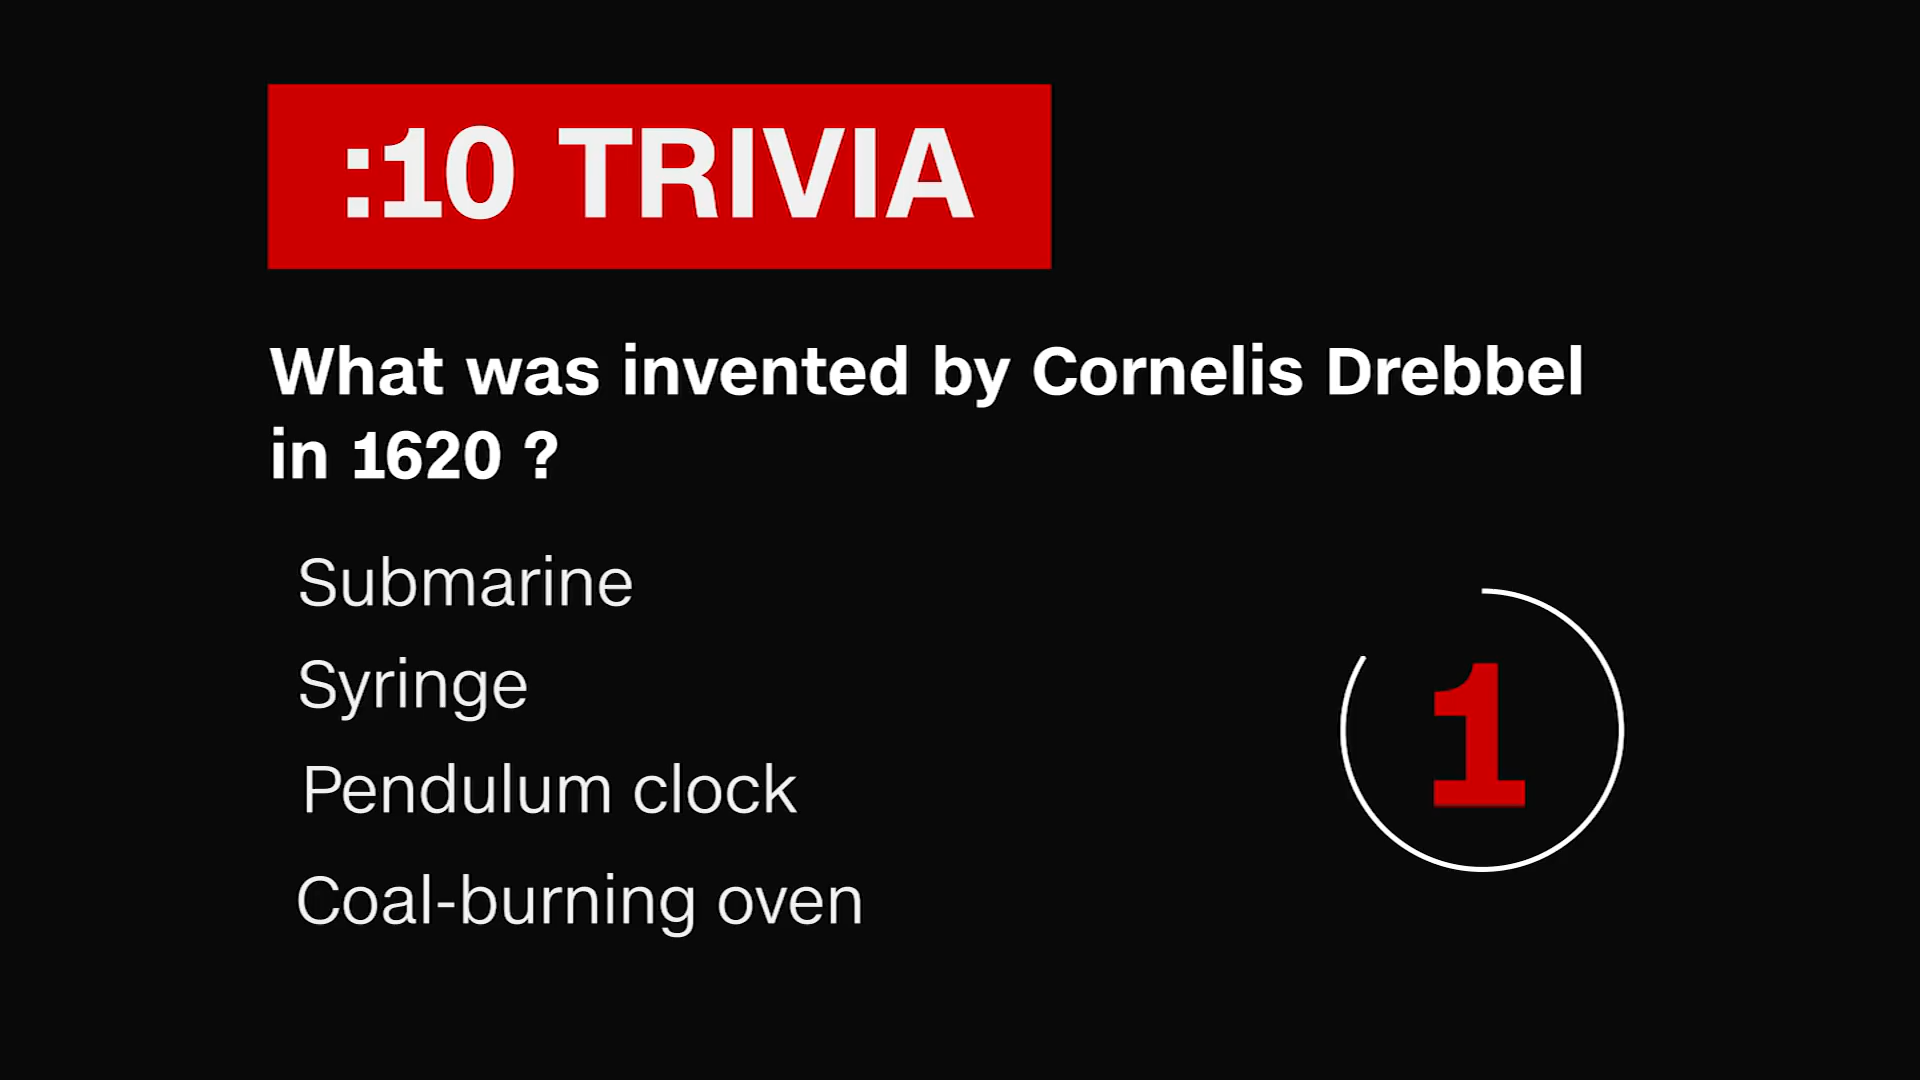 :10 TRIVIA
What was invented by Cornelis Drebbel
in 1620 ?
Submarine
Syringe
Pendulum clock
Coal-burning oven
1